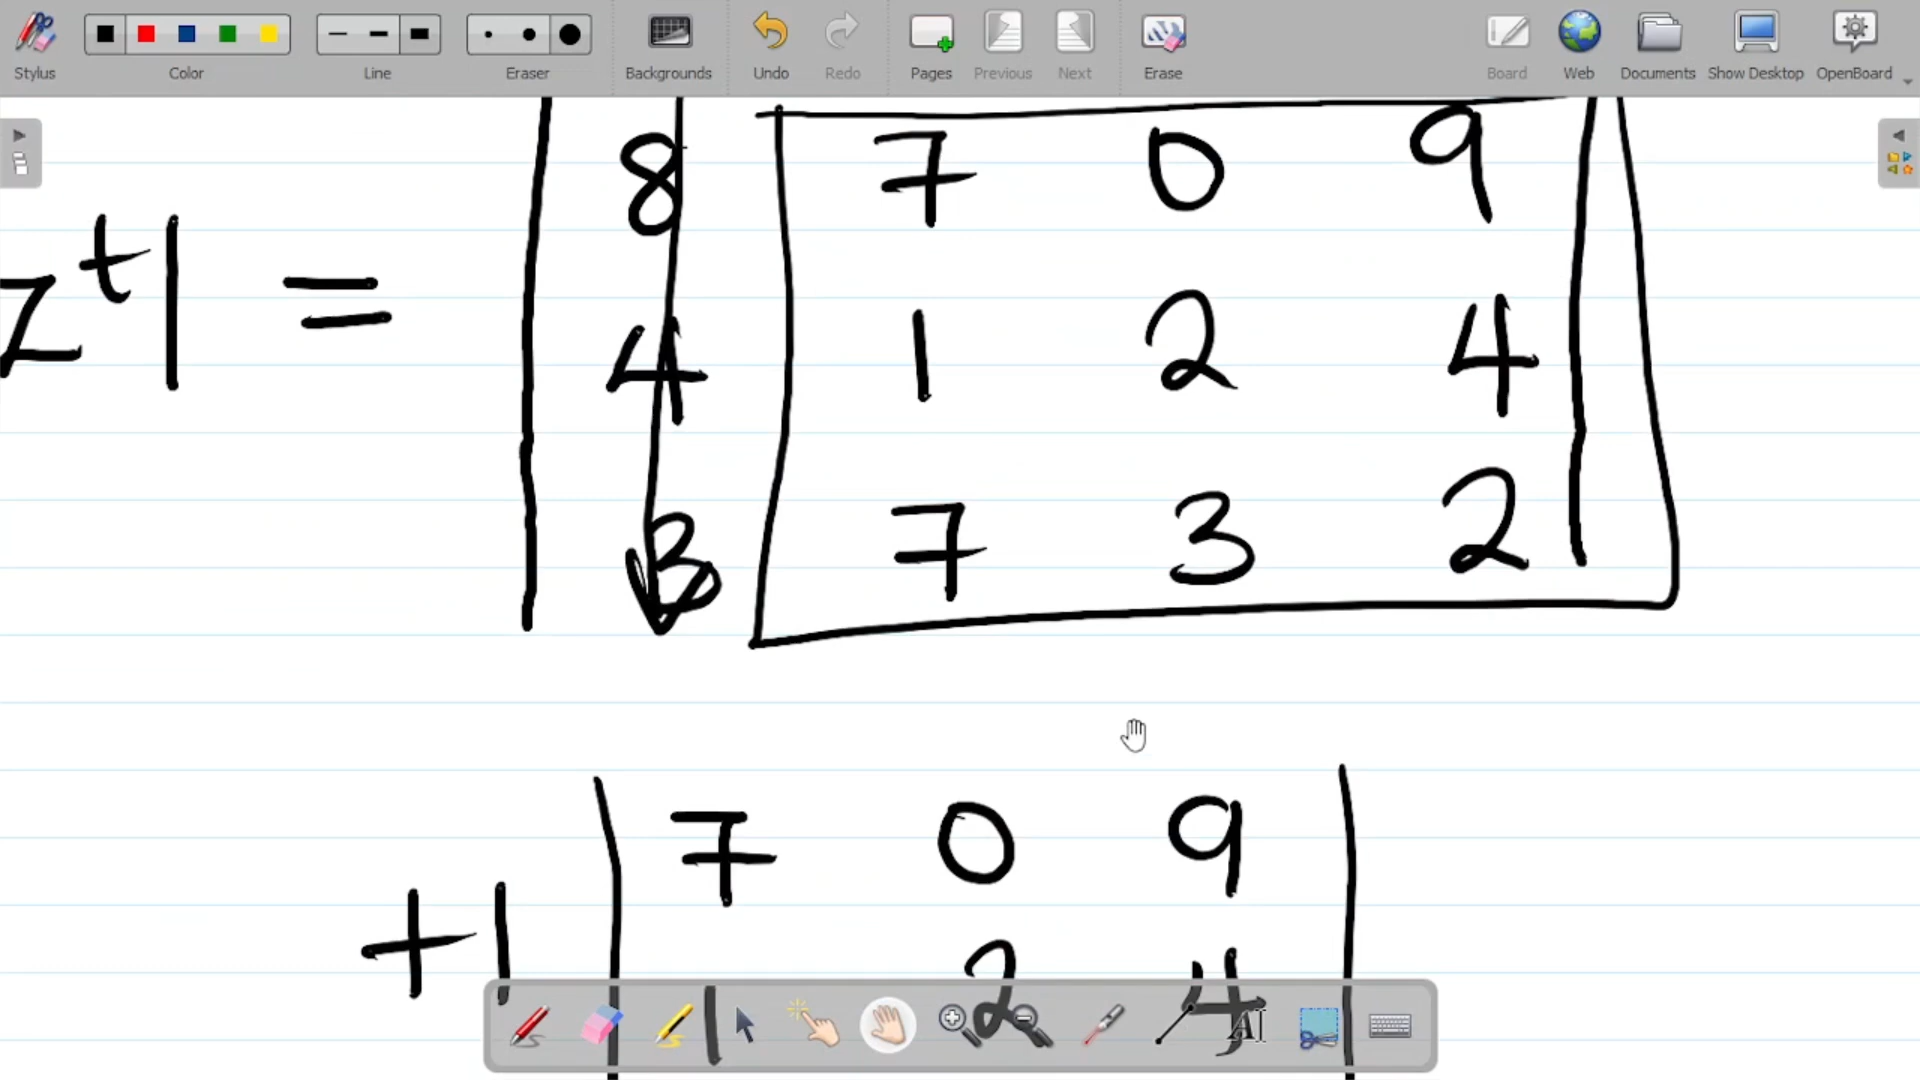 Stylus Color Line Eraser Backgrounds Undo Redo Pages Previous Next Erase Board Web Documents Show Desktop OpenBoard
8 7 0 9
z^t| = 4 1 2 4
3 7 3 2
7 0 9
+1 2 4